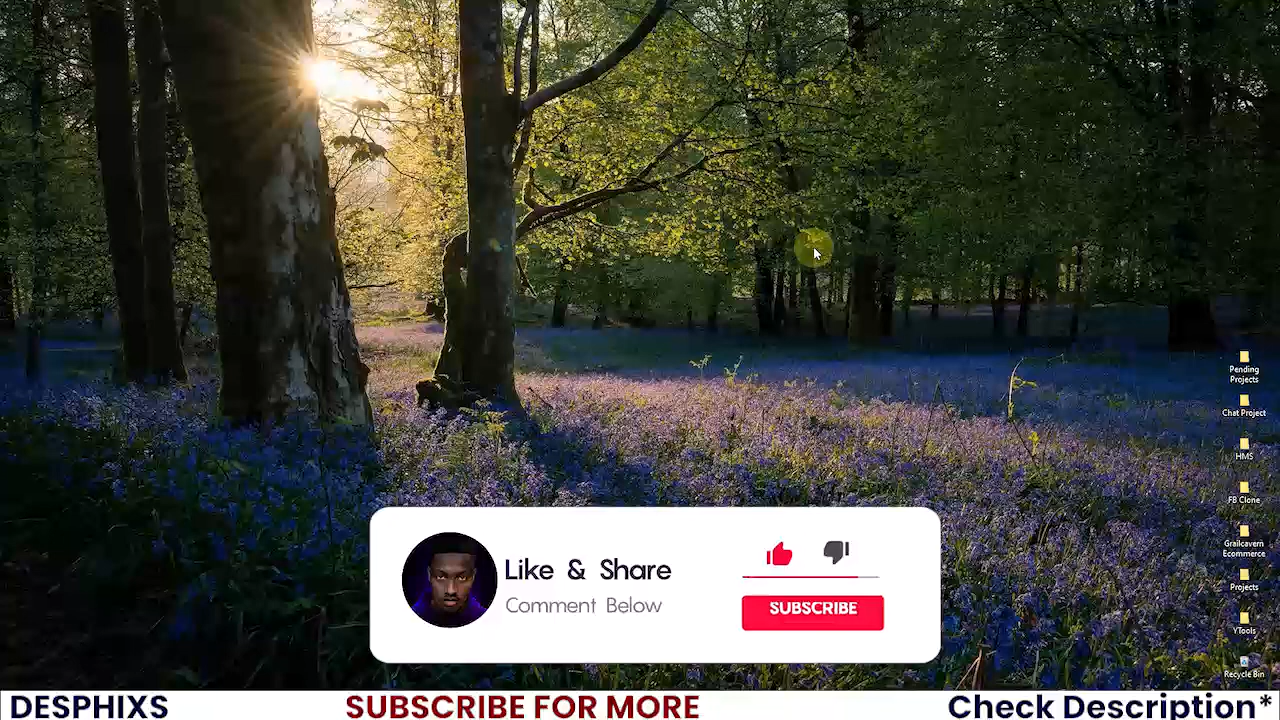 Pending
Projects
Chat Project
HMS
FB Clone
Grailcavern
Ecommerce
Projects
YTools
Recycle Bin
Like & Share
Comment Below
SUBSCRIBE
DESPHIXS
SUBSCRIBE FOR MORE
Check Description*